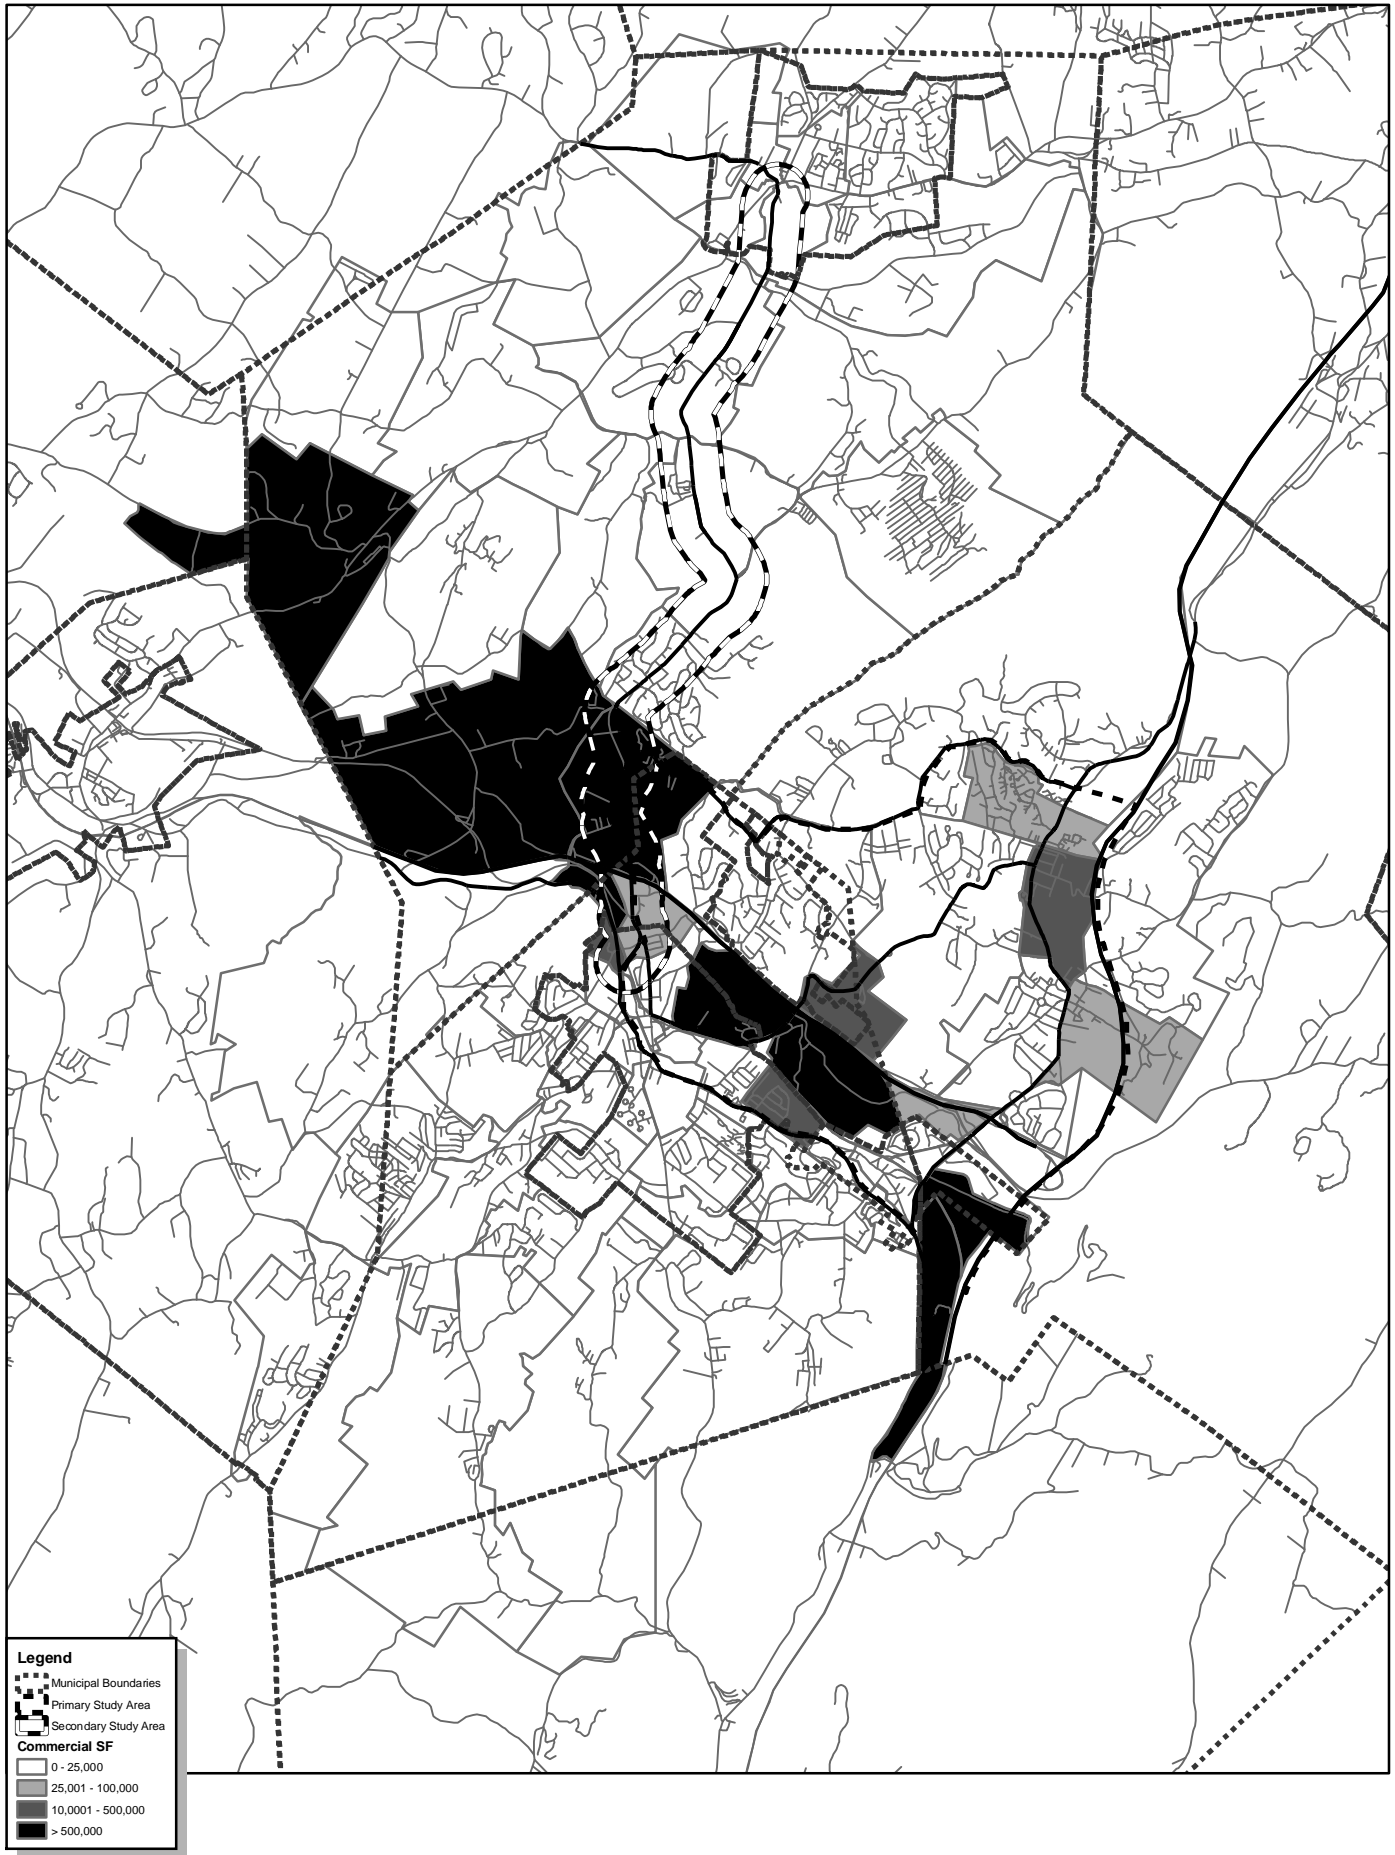 Legend
Municipal Boundaries
Primary Study Area
Secondary Study Area
Commercial SF
0 - 25,000
25,001 - 100,000
10,0001 - 500,000
> 500,000